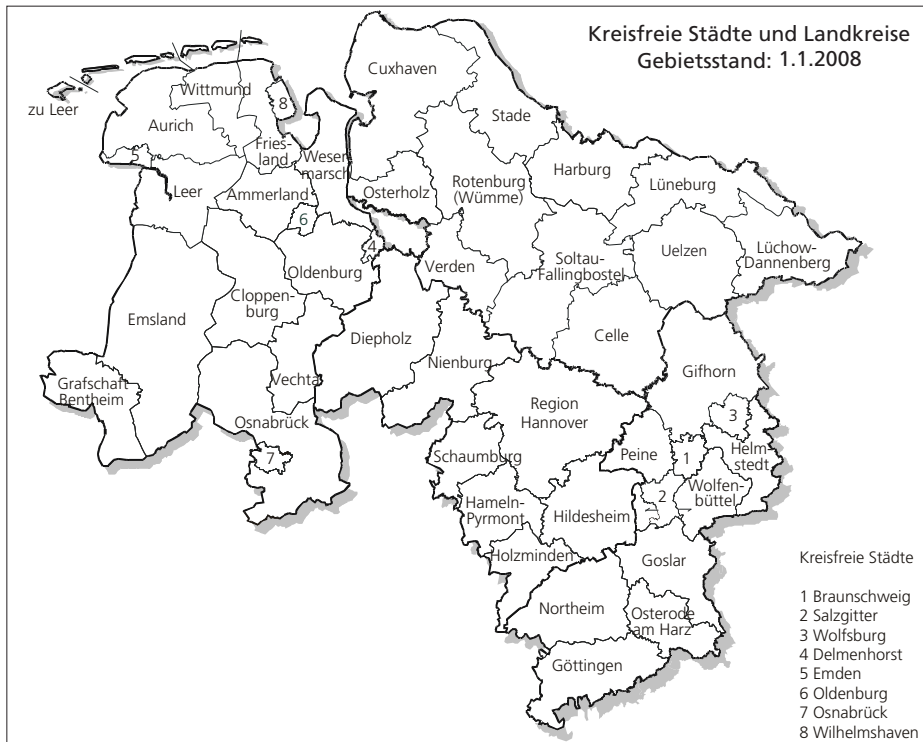 Kreisfreie Städte und Landkreise
Gebietsstand: 1.1.2008
zu Leer
Wittmund
Aurich
8
5
Fries-
land
Weser
marsch
Leer
Ammerland
6
4
Oldenburg
Cloppen-
burg
Emsland
Vechta
Grafschaft
Bentheim
Osnabrück
7
Cuxhaven
Stade
Osterholz
Rotenburg
(Wümme)
Harburg
Lüneburg
Verden
Soltau-
Fallingbostel
Uelzen
Lüchow-
Dannenberg
Celle
Diepholz
Nienburg
Gifhorn
Region
Hannover
3
Schaumburg
Peine
1
Helm-
stedt
2
Wolfen-
büttel
Hameln-
Pyrmont
Hildesheim
Holzminden
Goslar
Northeim
Osterode
am Harz
Göttingen
Kreisfreie Städte
1 Braunschweig
2 Salzgitter
3 Wolfsburg
4 Delmenhorst
5 Emden
6 Oldenburg
7 Osnabrück
8 Wilhelmshaven